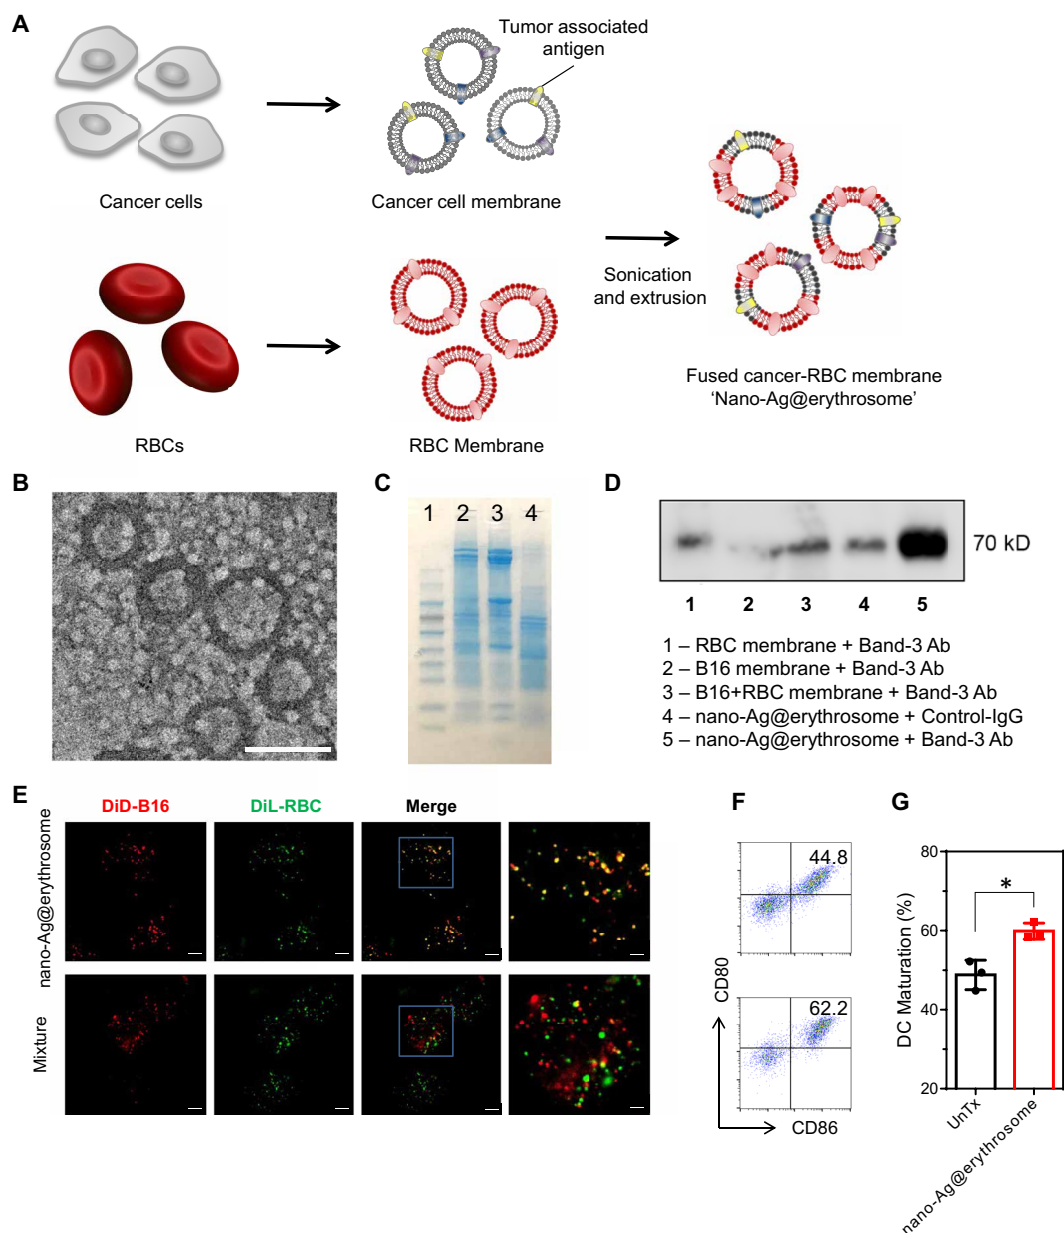 A
Tumor associated
antigen
Cancer cells
Cancer cell membrane
Sonication
and extrusion
RBCs
RBC Membrane
Fused cancer-RBC membrane
‘Nano-Ag@erythrosome’
B
C
1 2 3 4
D
70 kD
1 2 3 4 5
1 – RBC membrane + Band-3 Ab
2 – B16 membrane + Band-3 Ab
3 – B16+RBC membrane + Band-3 Ab
4 – nano-Ag@erythrosome + Control-IgG
5 – nano-Ag@erythrosome + Band-3 Ab
E
DiD-B16 DiL-RBC Merge
nano-Ag@erythrosome
Mixture
F
44.8
62.2
CD80
CD86
G
DC Maturation (%)
80
60
40
20
*
UnTx
nano-Ag@erythrosome